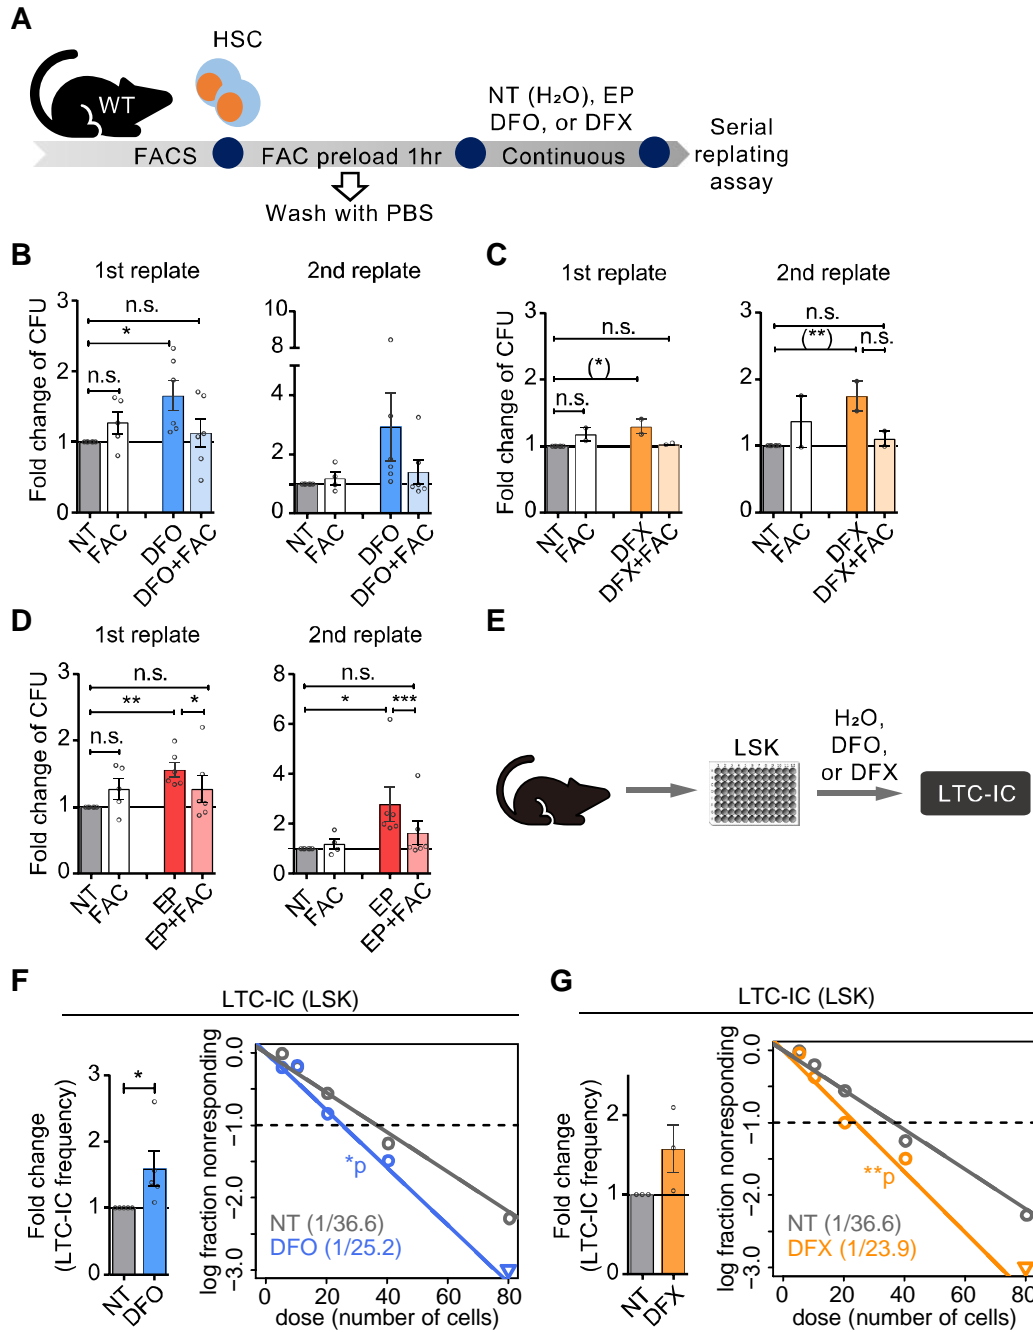 A
HSC
WT
NT (H₂O), EP
DFO, or DFX
FACS
FAC preload 1hr
Continuous
Serial
replating
assay
Wash with PBS
B
1st replate
2nd replate
Fold change of CFU
3
2
1
0
n.s.
*
n.s.
NT
FAC
DFO
DFO+FAC
10
8
4
2
1
0
NT
FAC
DFO
DFO+FAC
C
1st replate
2nd replate
Fold change of CFU
3
2
1
0
n.s.
(*)
n.s.
NT
FAC
DFX
DFX+FAC
3
2
1
0
n.s.
(**)
n.s.
NT
FAC
DFX
DFX+FAC
D
1st replate
2nd replate
Fold change of CFU
3
2
1
0
n.s.
**
*
n.s.
NT
FAC
EP
EP+FAC
8
6
4
2
1
0
n.s.
*
***
NT
FAC
EP
EP+FAC
E
LSK
H₂O,
DFO,
or DFX
LTC-IC
F
LTC-IC (LSK)
Fold change
(LTC-IC frequency)
3
2
1
0
*
NT
DFO
log fraction nonresponding
0.0
-1.0
-2.0
-3.0
*p
NT (1/36.6)
DFO (1/25.2)
0
20
40
60
80
dose (number of cells)
G
LTC-IC (LSK)
Fold change
(LTC-IC frequency)
2
1
0
NT
DFX
log fraction nonresponding
0.0
-1.0
-2.0
-3.0
**p
NT (1/36.6)
DFX (1/23.9)
0
20
40
60
80
dose (number of cells)